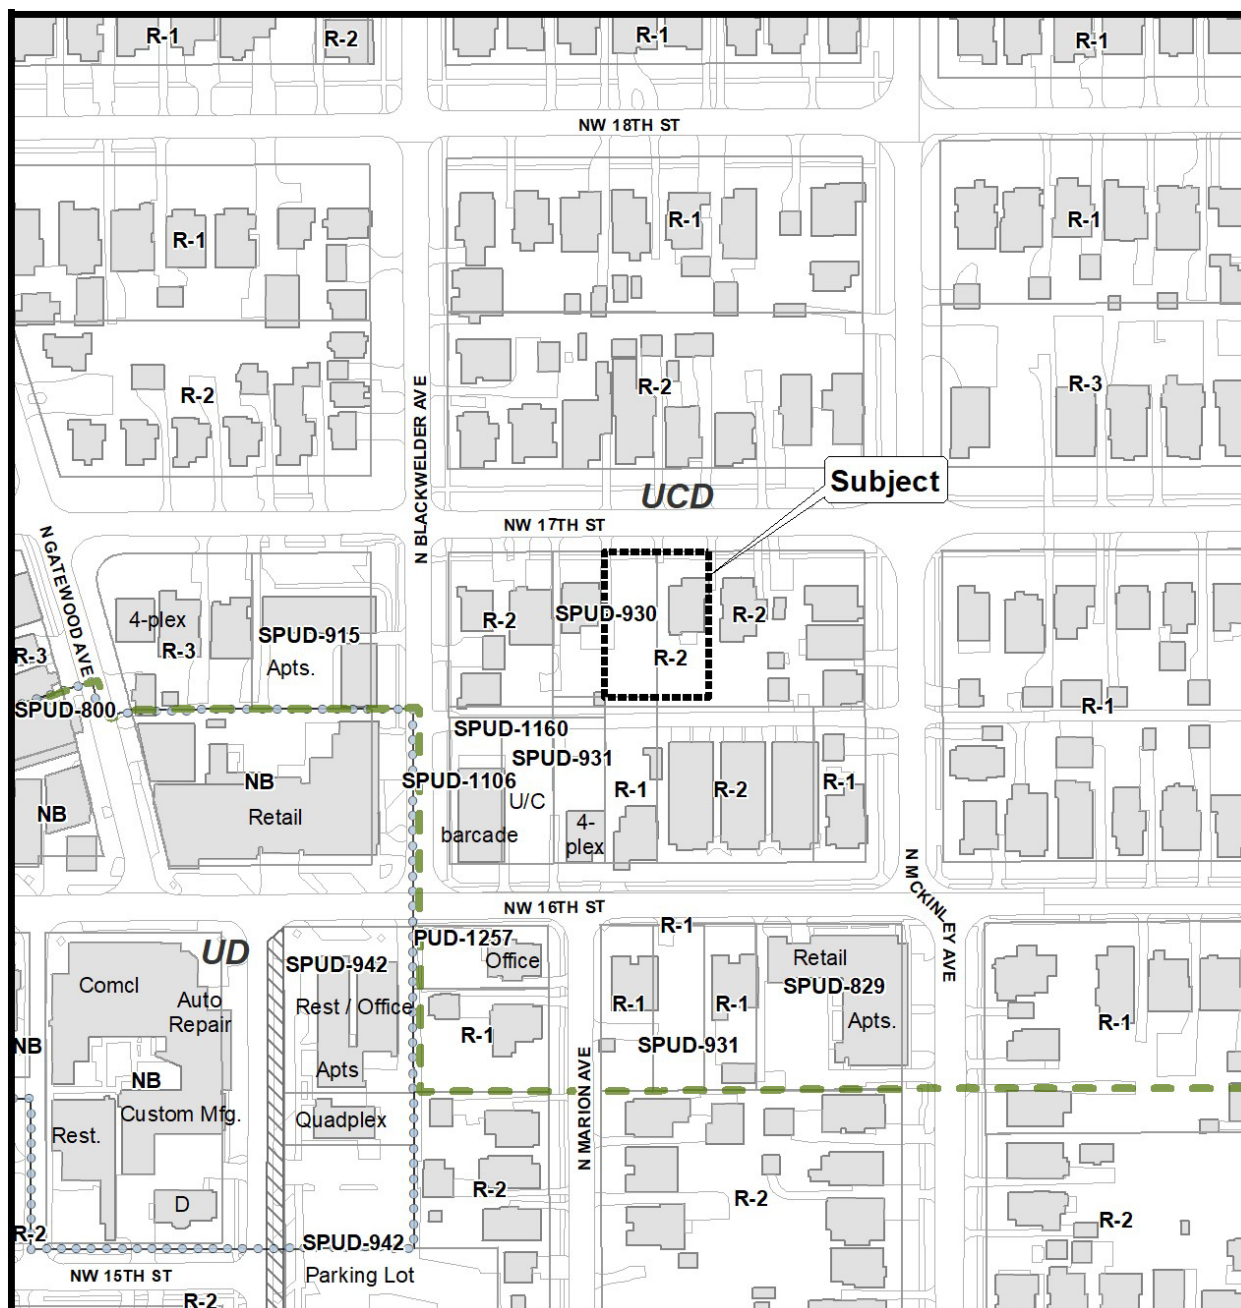 R-1
R-2
R-1
R-1
NW 18TH ST
R-1
R-1
R-1
R-2
R-2
R-3
N BLACKWELDER AVE
UCD
Subject
NW 17TH ST
N GATEWOOD AVE
4-plex
R-3
SPUD-915
Apts.
R-2
SPUD-930
R-2
R-2
R-3
SPUD-800
R-1
SPUD-1160
SPUD-931
SPUD-1106
U/C
barcade
4-
plex
R-1
R-2
R-1
NB
NB
Retail
N MCKINLEY AVE
NW 16TH ST
UD
SPUD-942
PUD-1257
Office
R-1
Retail
SPUD-829
Apts.
Comcl
Auto
Repair
Rest / Office
R-1
R-1
R-1
SPUD-931
R-1
NB
NB
Custom Mfg.
Apts
Quadplex
Rest.
N MARION AVE
D
R-2
R-2
R-2
R-2
SPUD-942
Parking Lot
NW 15TH ST
R-2